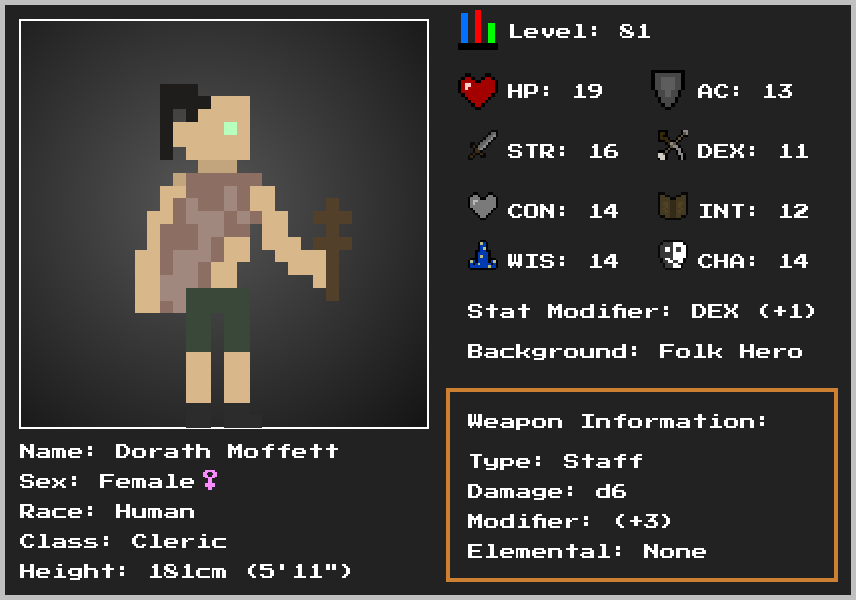 Level: 81
HP: 19
AC: 13
STR: 16
DEX: 11
CON: 14
INT: 12
WIS: 14
CHA: 14
Stat Modifier: DEX (+1)
Background: Folk Hero
Weapon Information:
Type: Staff
Damage: d6
Modifier: (+3)
Elemental: None
Name: Dorath Moffett
Sex: Female♀
Race: Human
Class: Cleric
Height: 181cm (5'11")